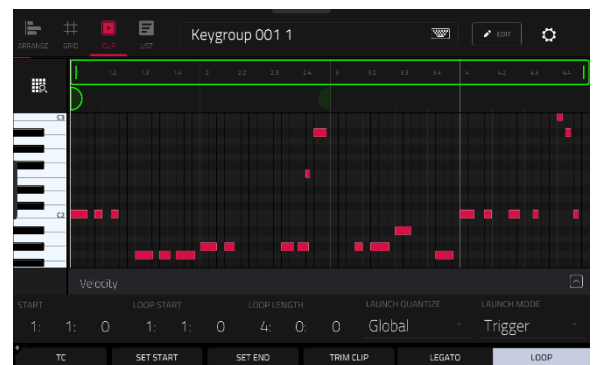 ARRANGE GRID CLIP LIST Keygroup 001 1 EDIT
1 1.2 1.3 1.4 2 2.2 2.3 2.4 3 3.2 3.3 3.4 4 4.2 4.3 4.4
C3
C2
Velocity
START LOOP START LOOP LENGTH LAUNCH QUANTIZE LAUNCH MODE
1: 1: 0 1: 1: 0 4: 0: 0 Global Trigger
TC SET START SET END TRIM CLIP LEGATO LOOP